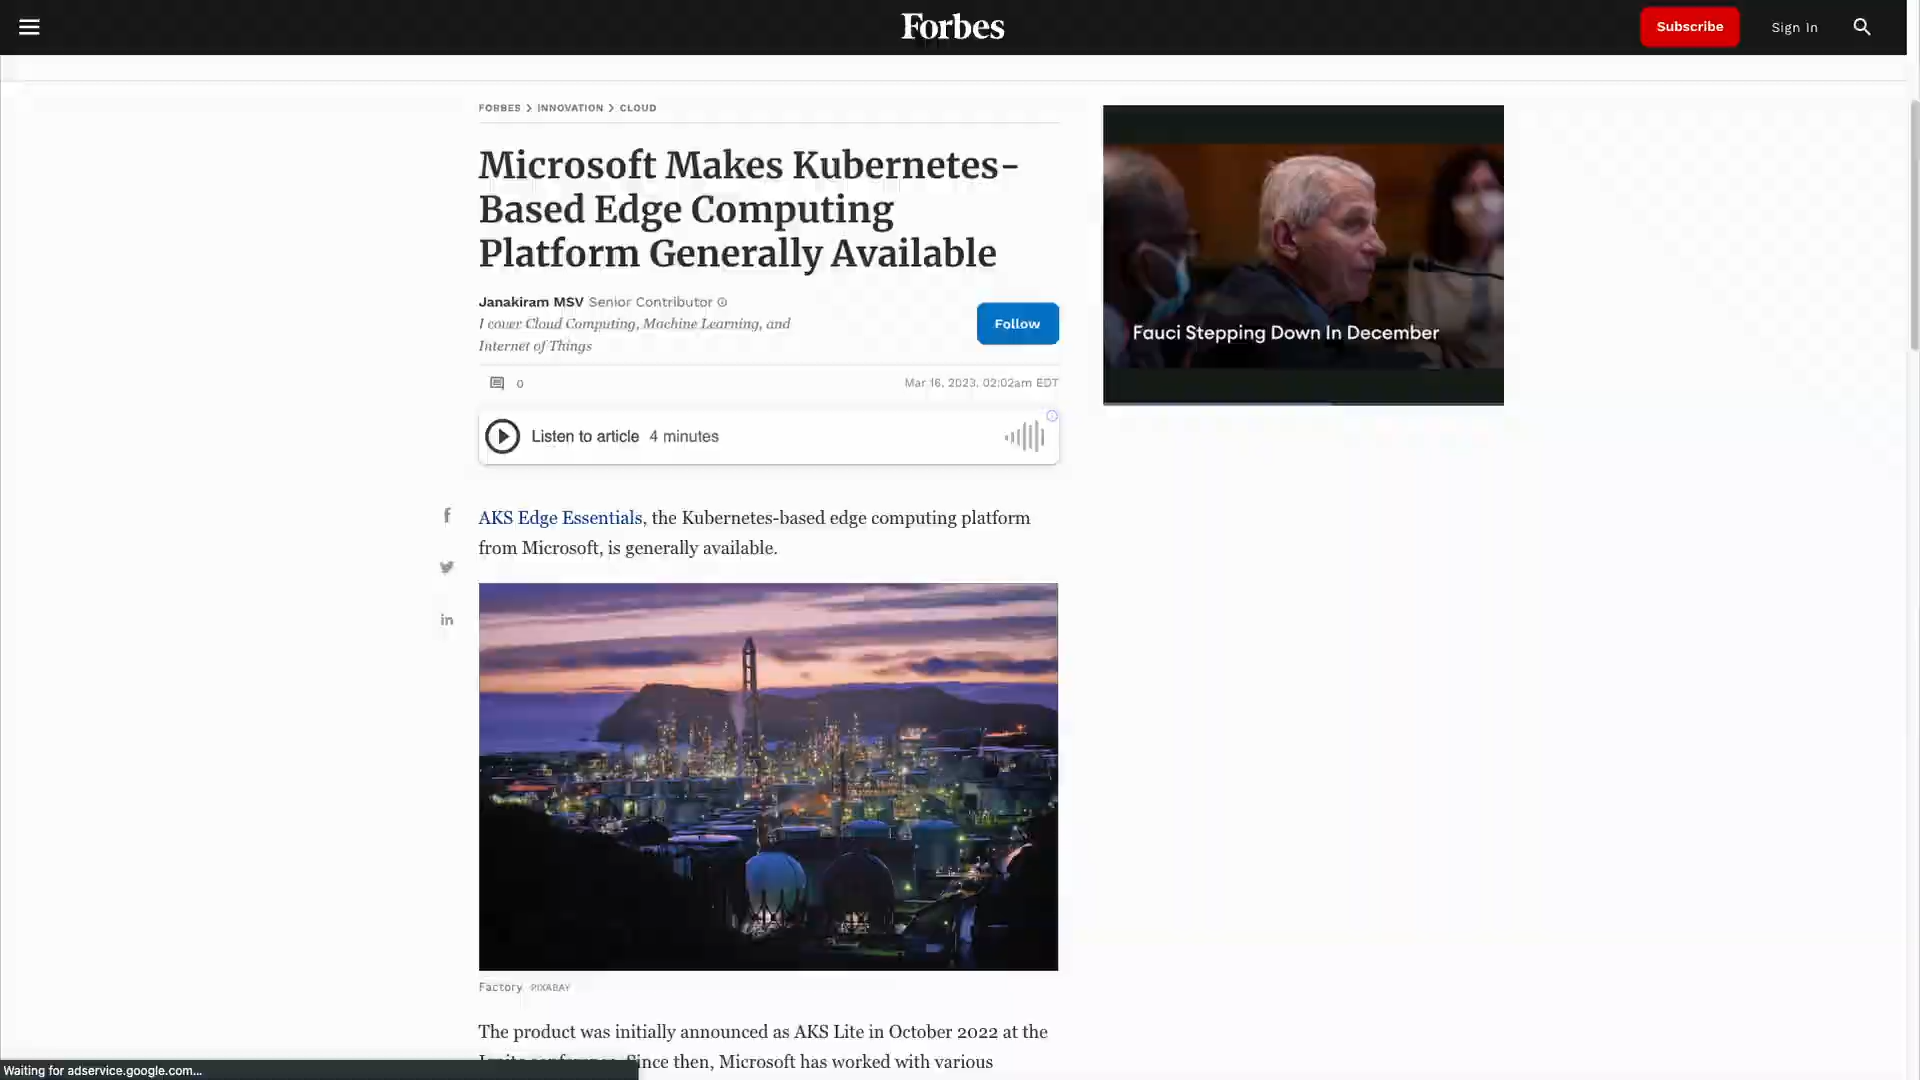 Forbes
Subscribe
Sign In
FORBES > INNOVATION > CLOUD
Microsoft Makes Kubernetes-
Based Edge Computing
Platform Generally Available
Janakiram MSV Senior Contributor
I cover Cloud Computing, Machine Learning, and
Internet of Things
Follow
0
Mar 16, 2023, 02:02am EDT
Listen to article 4 minutes
Fauci Stepping Down In December
AKS Edge Essentials, the Kubernetes-based edge computing platform
from Microsoft, is generally available.
Factory PIXABAY
The product was initially announced as AKS Lite in October 2022 at the
Since then, Microsoft has worked with various
Waiting for adservice.google.com...